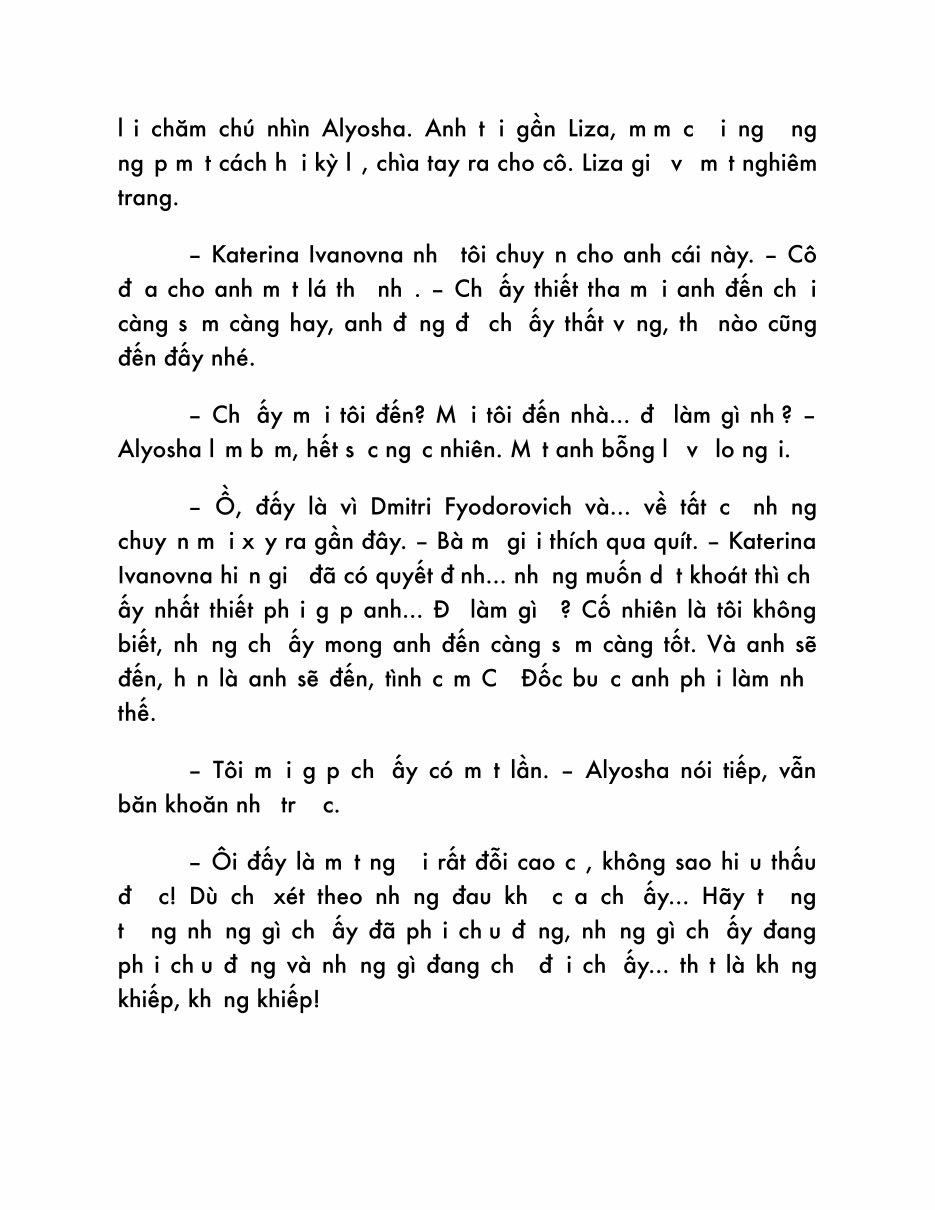 l i chăm chú nhìn Alyosha. Anh t i gần Liza, m m c i ng ng
ng p m t cách h i kỳ l , chìa tay ra cho cô. Liza gi v m t nghiêm
trang.
– Katerina Ivanovna nh tôi chuy n cho anh cái này. – Cô
đ a cho anh m t lá th nh . – Ch ấy thiết tha m i anh đến ch i
càng s m càng hay, anh đ ng đ ch ấy thất v ng, th nào cũng
đến đấy nhé.
– Ch ấy m i tôi đến? M i tôi đến nhà... đ làm gì nh ? –
Alyosha l m b m, hết s c ng c nhiên. M t anh bỗng l v lo ng i.
– Ồ, đấy là vì Dmitri Fyodorovich và... về tất c nh ng
chuy n m i x y ra gần đây. – Bà m gi i thích qua quít. – Katerina
Ivanovna hi n gi đã có quyết đ nh... nh ng muốn d t khoát thì ch
ấy nhất thiết ph i g p anh... Đ làm gì ? Cố nhiên là tôi không
biết, nh ng ch ấy mong anh đến càng s m càng tốt. Và anh sẽ
đến, h n là anh sẽ đến, tình c m C Đốc bu c anh ph i làm nh
thế.
– Tôi m i g p ch ấy có m t lần. – Alyosha nói tiếp, vẫn
băn khoăn nh tr c.
– Ôi đấy là m t ng i rất đỗi cao c , không sao hi u thấu
đ c! Dù ch xét theo nh ng đau kh c a ch ấy... Hãy t ng
t ng nh ng gì ch ấy đã ph i ch u đ ng, nh ng gì ch ấy đang
ph i ch u đ ng và nh ng gì đang ch đ i ch ấy... th t là kh ng
khiếp, kh ng khiếp!